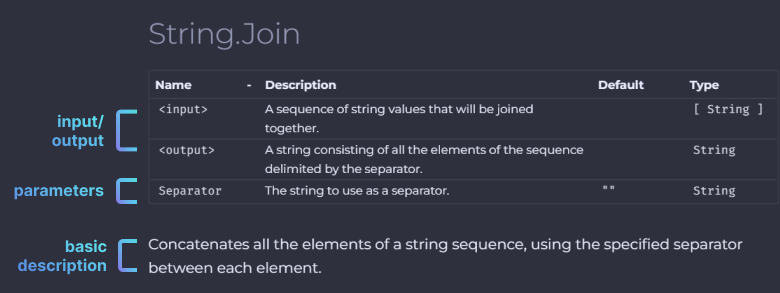 String.Join
Name - Description Default Type
input/
output
<input> A sequence of string values that will be joined [ String ]
together.
<output> A string consisting of all the elements of the sequence String
delimited by the separator.
parameters
Separator The string to use as a separator. "" String
basic
description
Concatenates all the elements of a string sequence, using the specified separator
between each element.